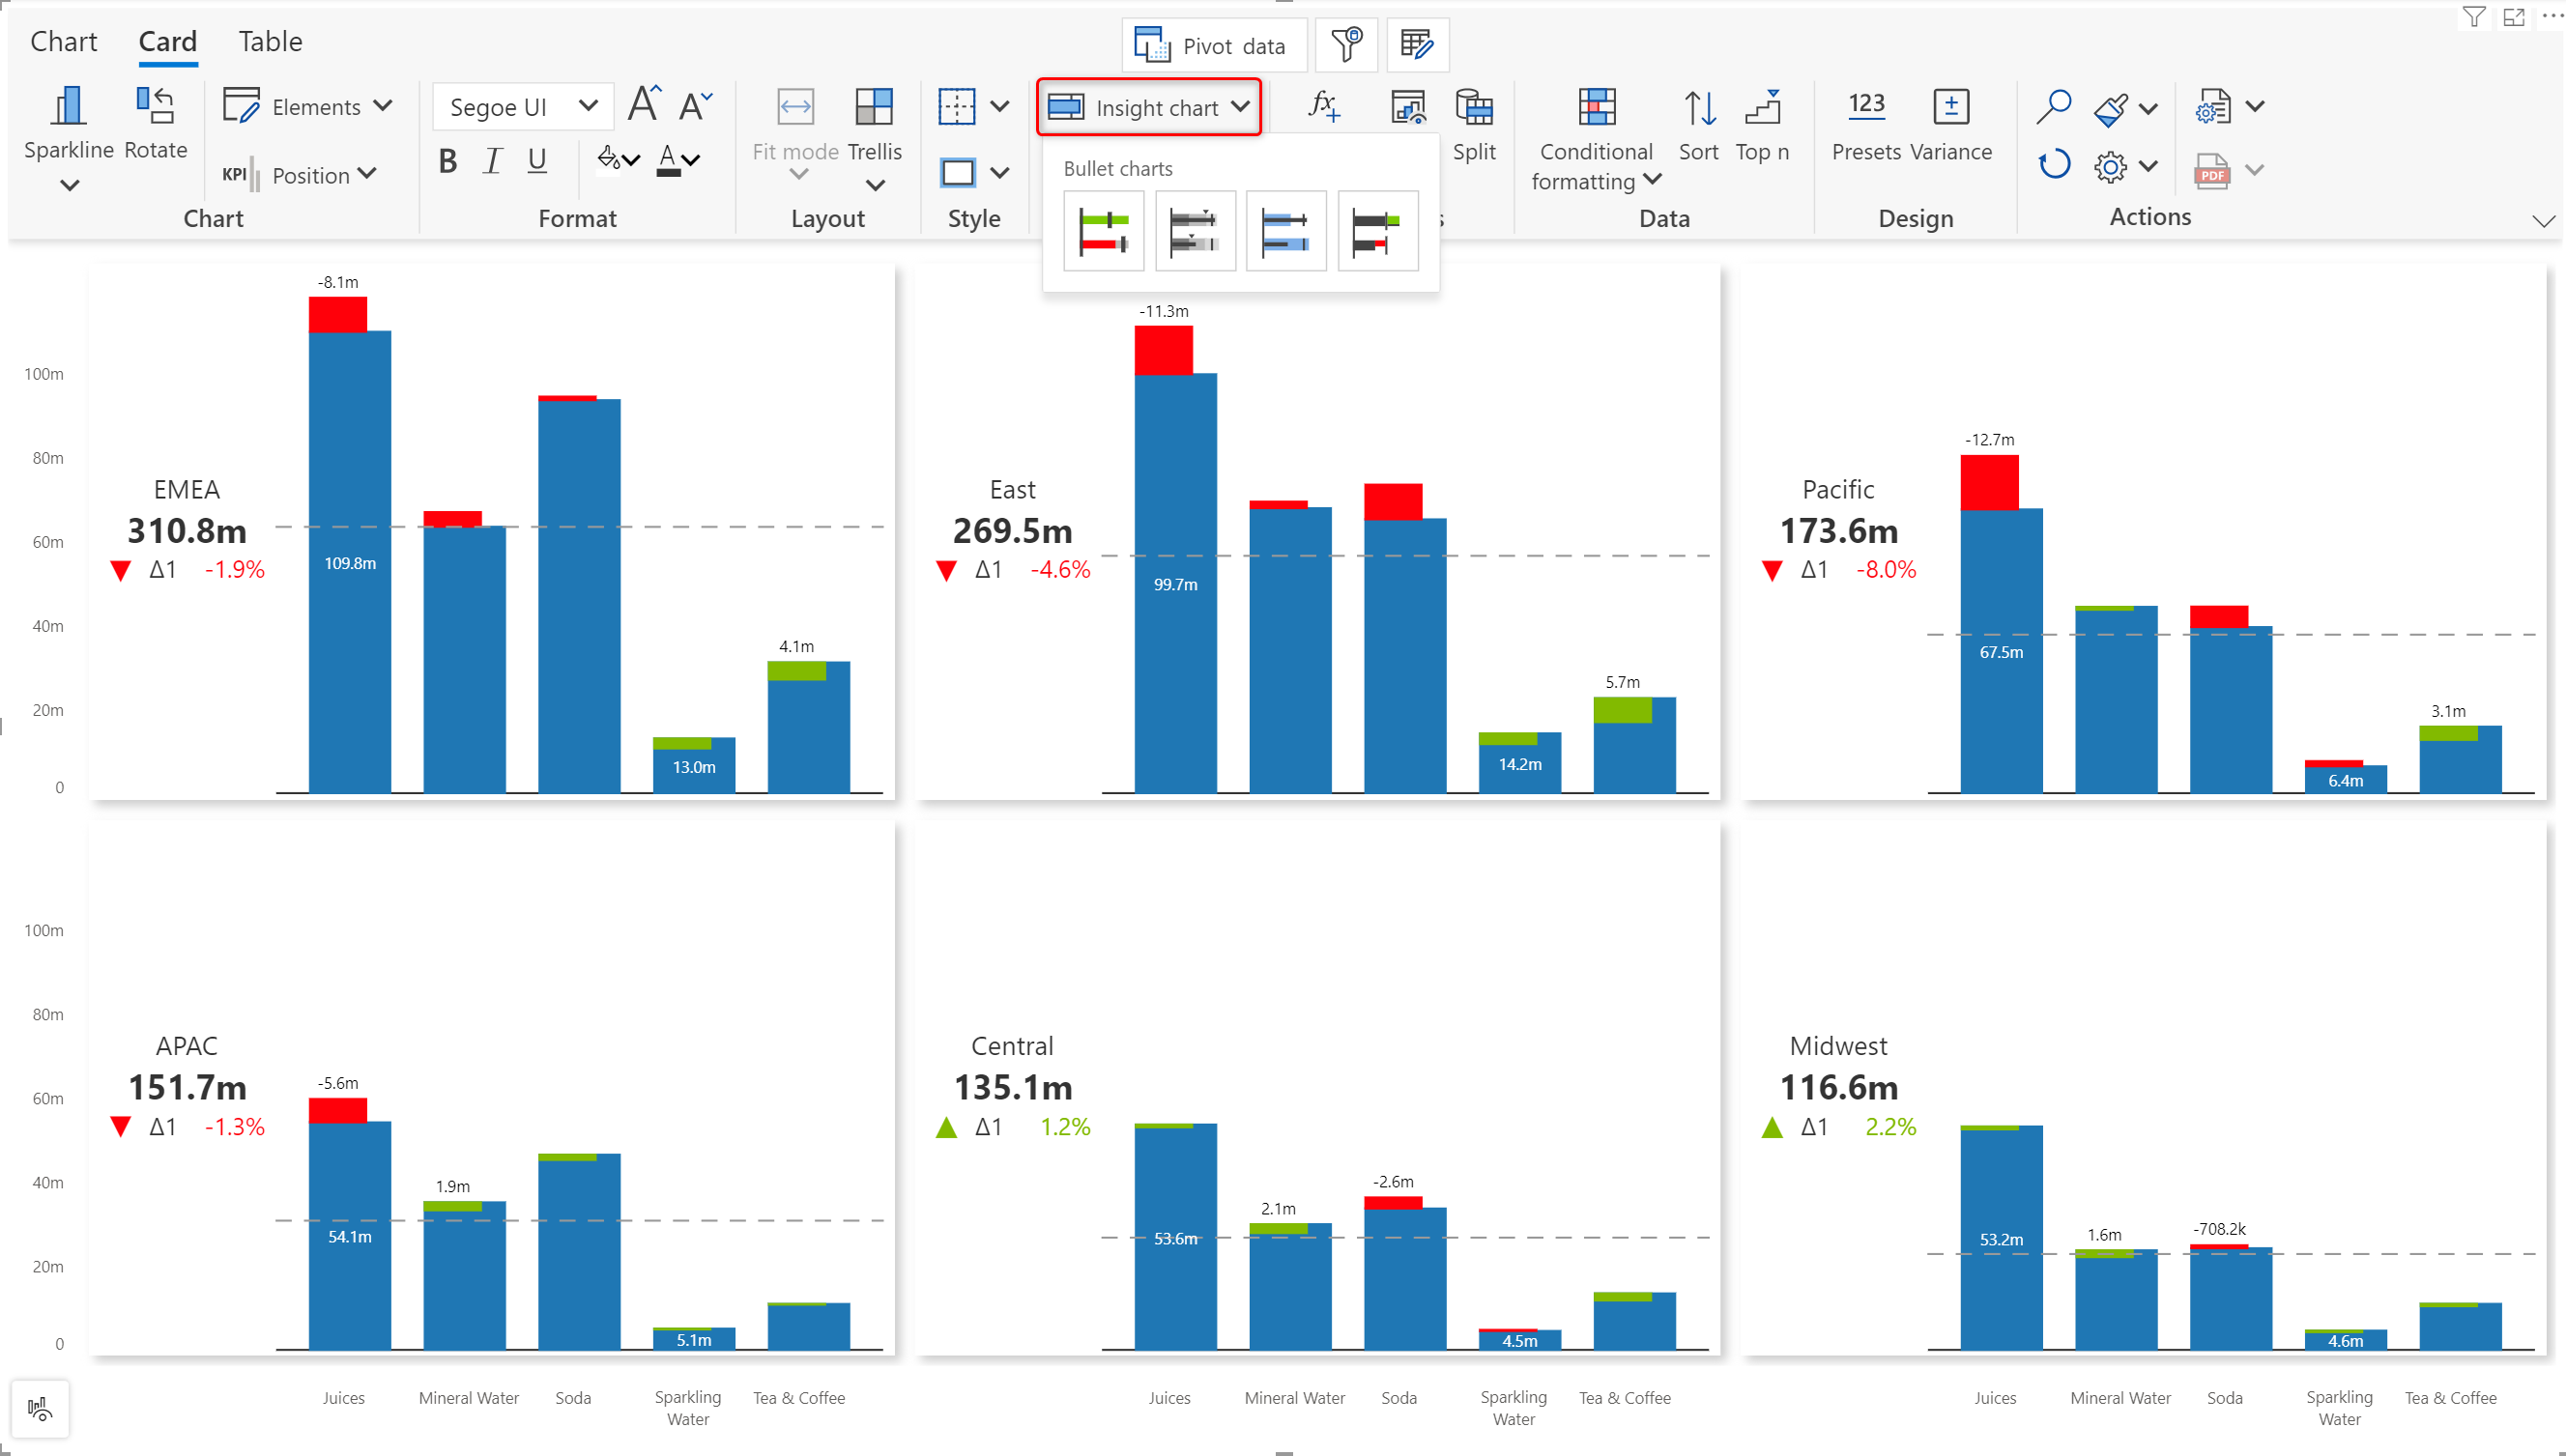 Chart Card Table
Pivot data
Sparkline Rotate
Elements
KPI Position
Chart
Segoe UI
A A
B I U A
Format
Fit mode Trellis
Layout
Style
Insight chart
fx
Split
Bullet charts
Conditional formatting
Sort Top n
Data
123
Presets Variance
Design
PDF
Actions
100m
80m
60m
40m
20m
0
EMEA
310.8m
Δ1 -1.9%
-8.1m
109.8m
13.0m
4.1m
East
269.5m
Δ1 -4.6%
-11.3m
99.7m
14.2m
5.7m
Pacific
173.6m
Δ1 -8.0%
-12.7m
67.5m
6.4m
3.1m
100m
80m
60m
40m
20m
0
APAC
151.7m
Δ1 -1.3%
-5.6m
54.1m
1.9m
5.1m
Central
135.1m
Δ1 1.2%
53.6m
2.1m
-2.6m
4.5m
Midwest
116.6m
Δ1 2.2%
53.2m
1.6m
-708.2k
4.6m
Juices Mineral Water Soda Sparkling Water Tea & Coffee
Juices Mineral Water Soda Sparkling Water Tea & Coffee
Juices Mineral Water Soda Sparkling Water Tea & Coffee